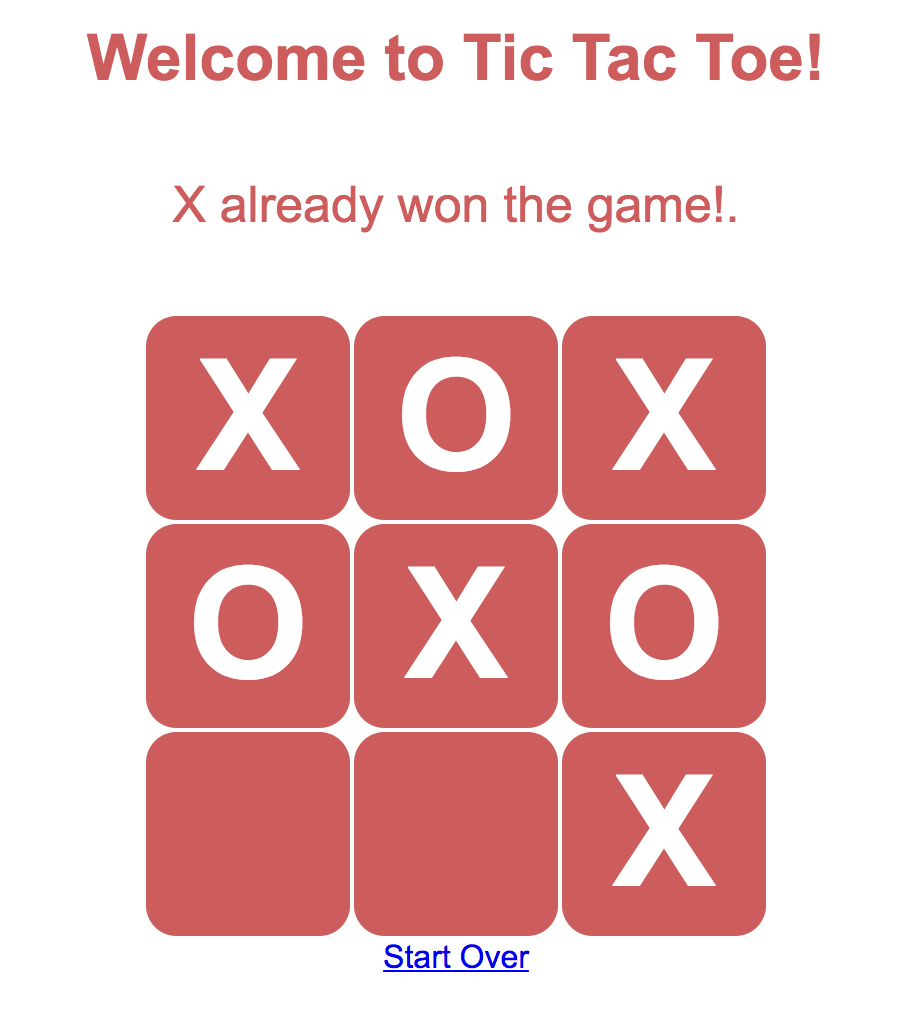 Welcome to Tic Tac Toe!
X already won the game!.
X O X
O X O
X
Start Over